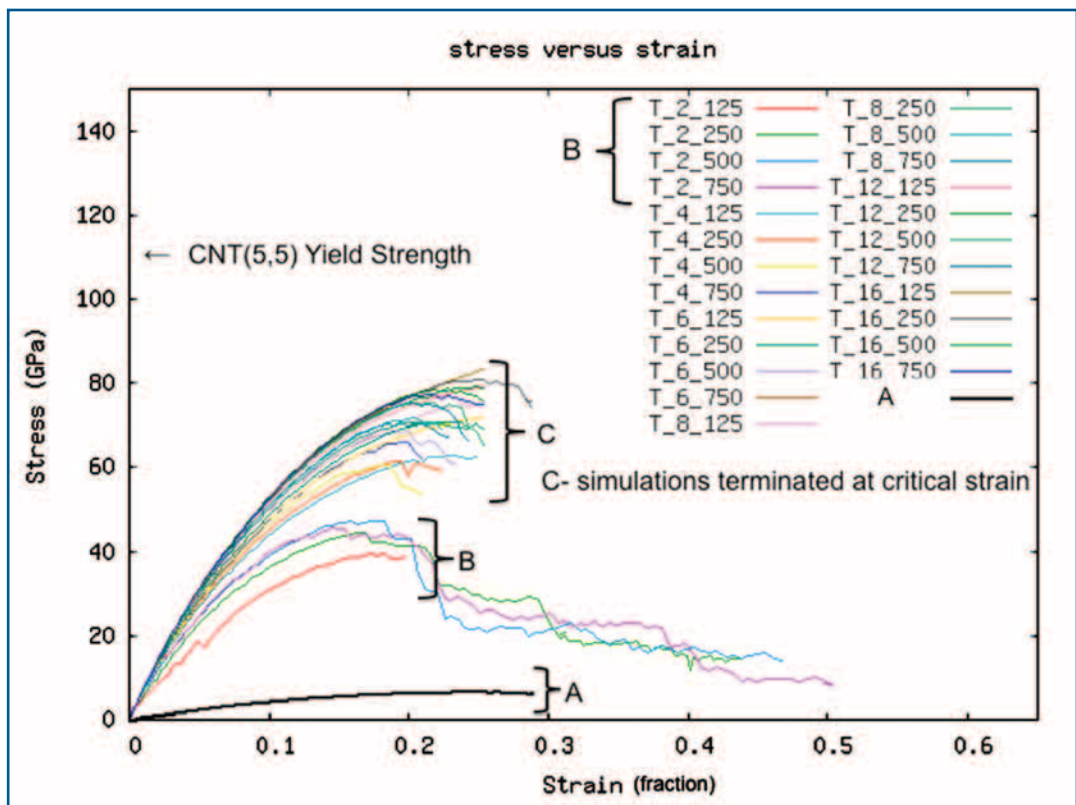 stress versus strain
140
120
100
80
60
40
20
0
Stress (GPa)
← CNT(5,5) Yield Strength
B
T_2_125
T_2_250
T_2_500
T_2_750
T_4_125
T_4_250
T_4_500
T_4_750
T_6_125
T_6_250
T_6_500
T_6_750
T_8_125
T_8_250
T_8_500
T_8_750
T_12_125
T_12_250
T_12_500
T_12_750
T_16_125
T_16_250
T_16_500
T_16_750
A
C
C- simulations terminated at critical strain
B
A
0
0.1
0.2
0.3
0.4
0.5
0.6
Strain (fraction)